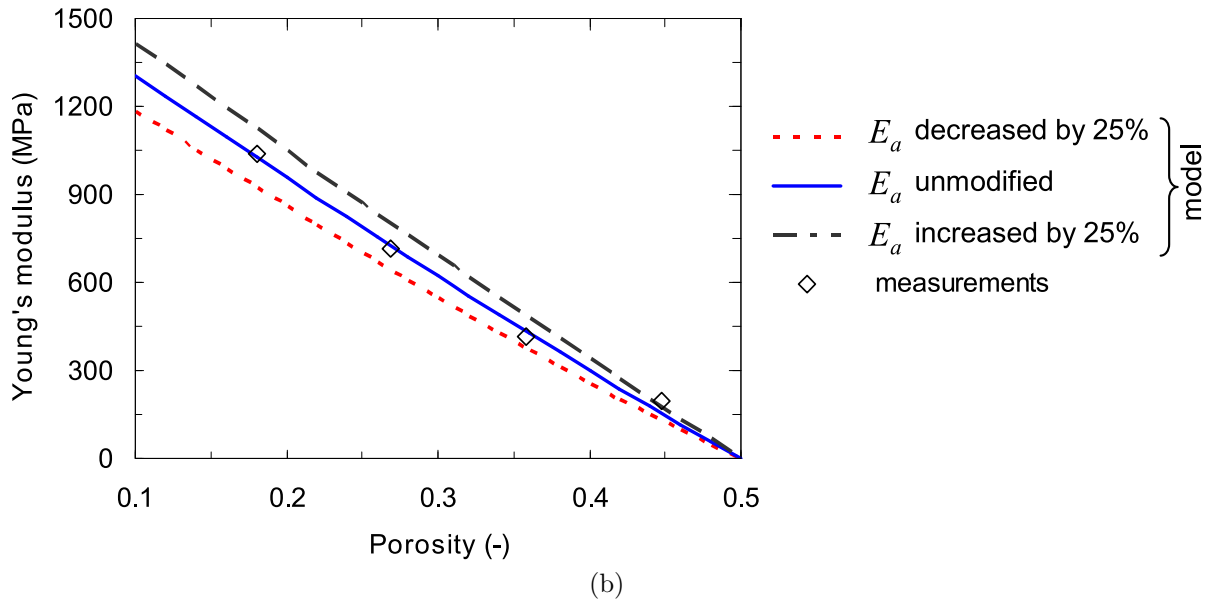 1500
1200
900
600
300
0
Young's modulus (MPa)
0.1 0.2 0.3 0.4 0.5
Porosity (-)
E_a decreased by 25%
E_a unmodified
E_a increased by 25%
measurements
model
(b)